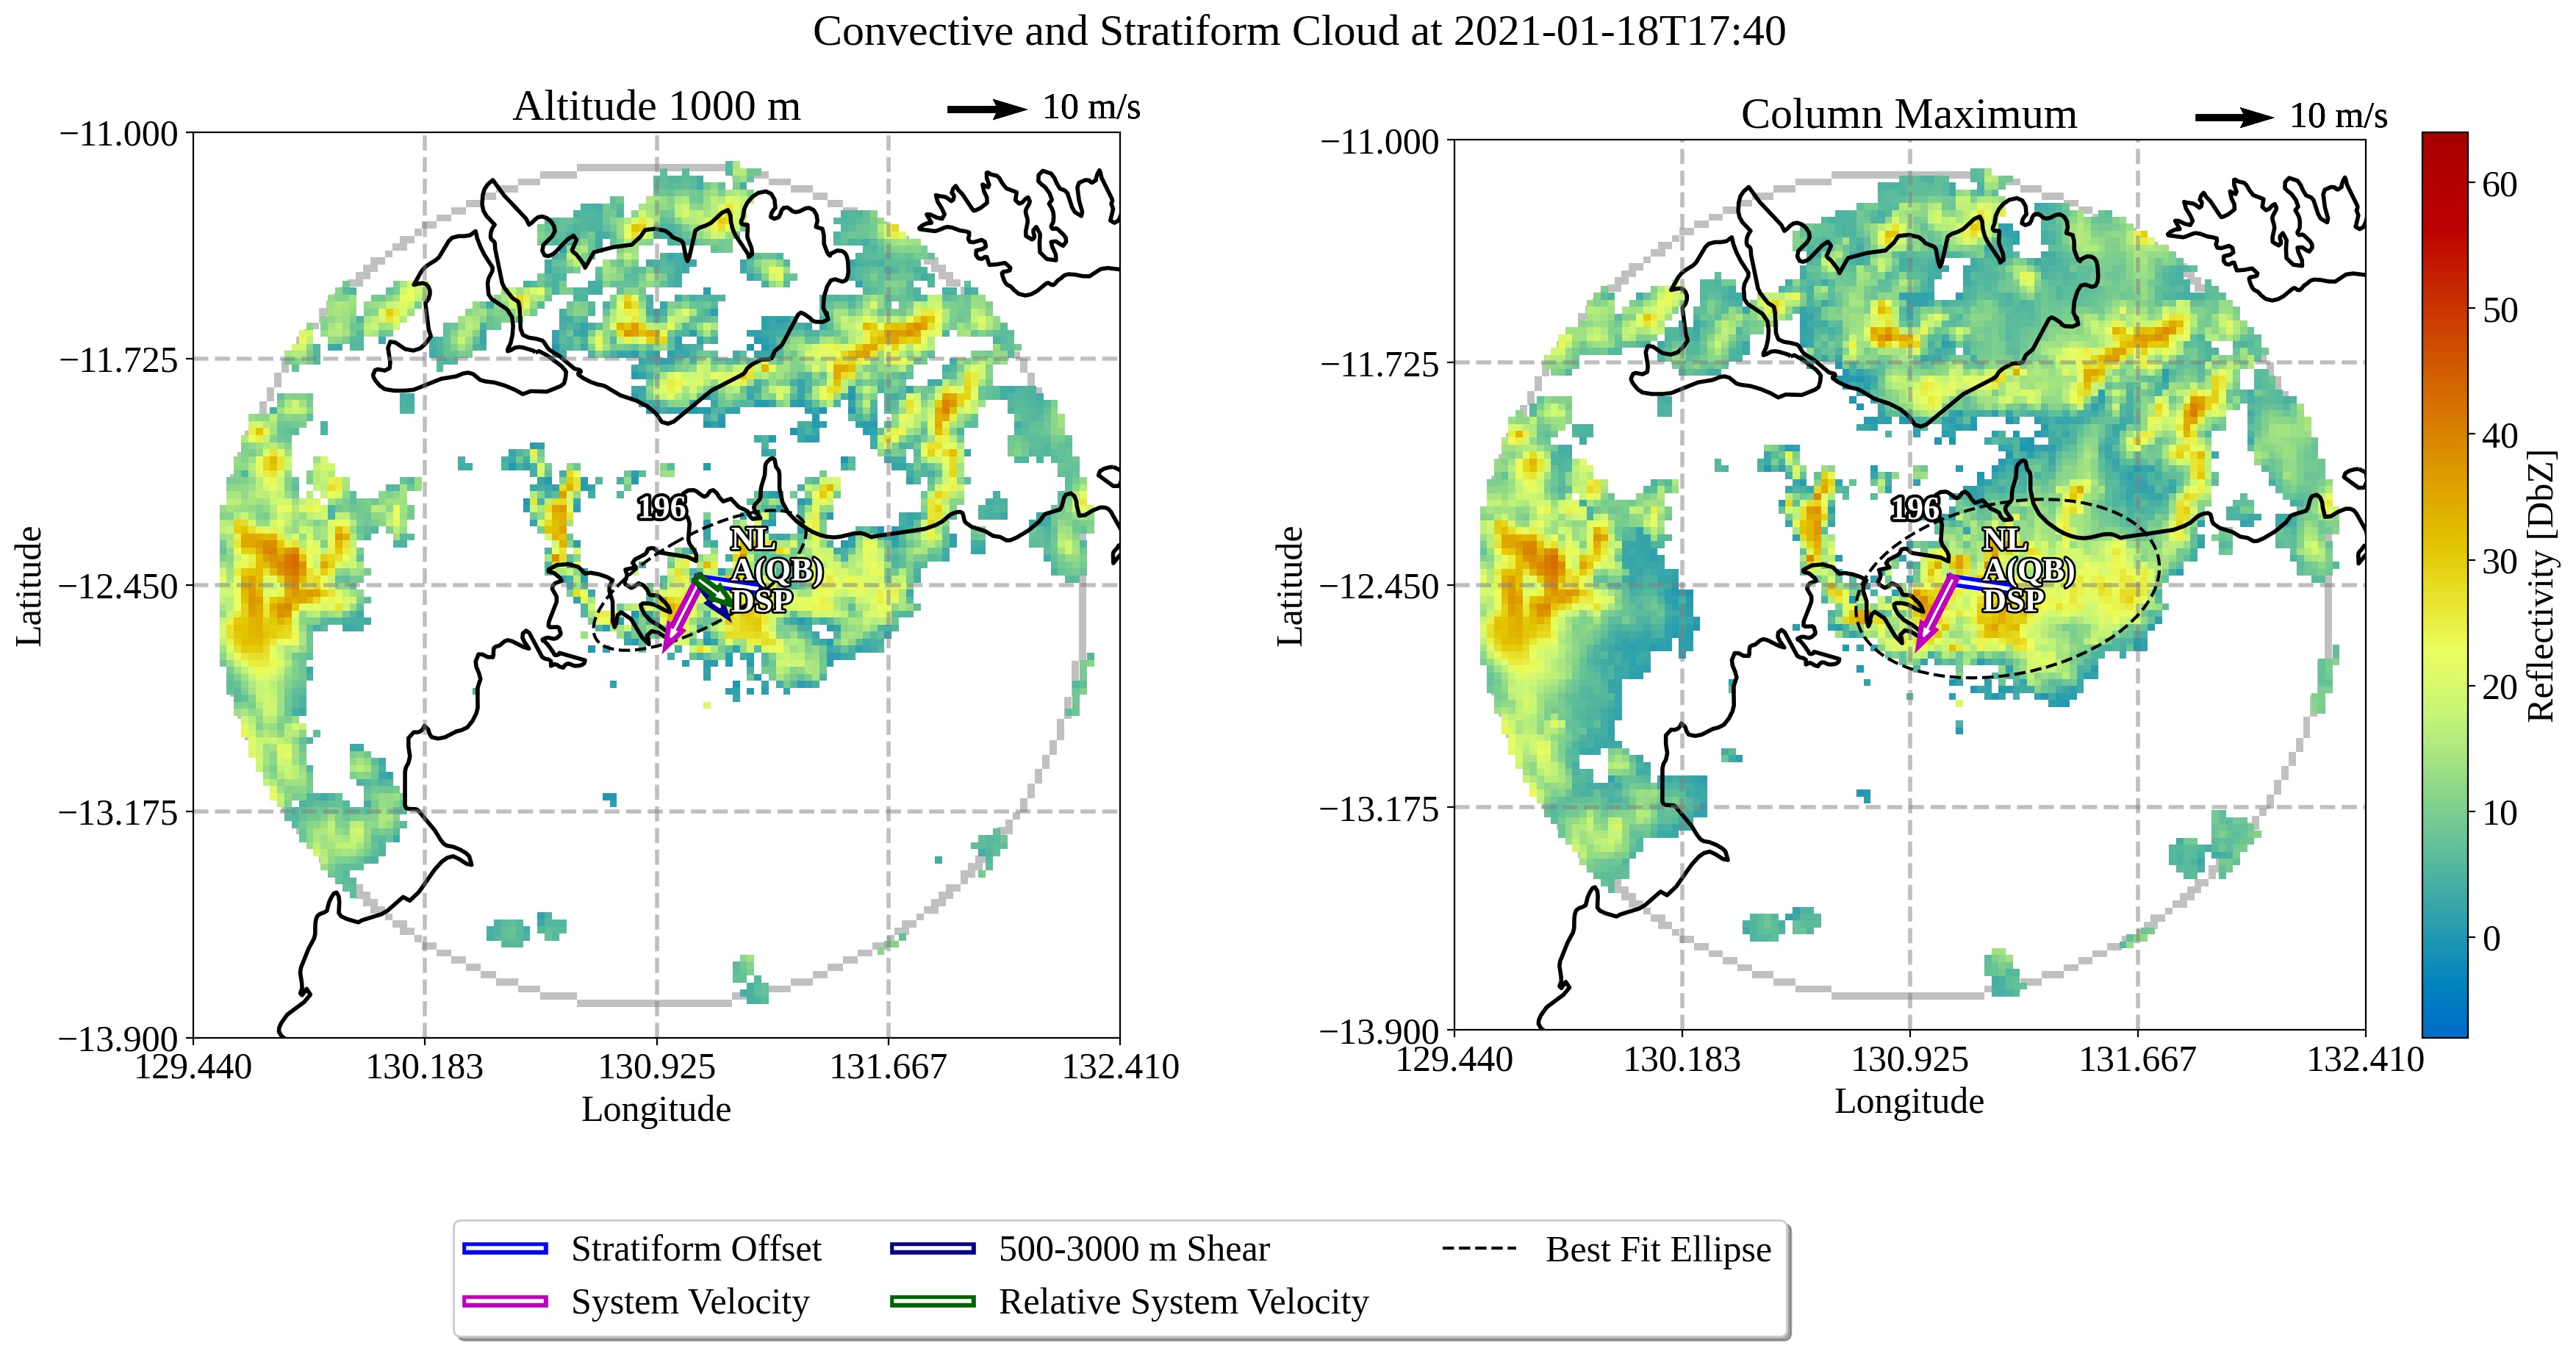 Convective and Stratiform Cloud at 2021-01-18T17:40
Altitude 1000 m
10 m/s
−11.000
−11.725
−12.450
−13.175
−13.900
Latitude
129.440
130.183
130.925
131.667
132.410
Longitude
196
NL
A(QB)
DSP
Column Maximum
10 m/s
−11.000
−11.725
−12.450
−13.175
−13.900
Latitude
129.440
130.183
130.925
131.667
132.410
Longitude
196
NL
A(QB)
DSP
60
50
40
30
20
10
0
Reflectivity [DbZ]
Stratiform Offset
System Velocity
500-3000 m Shear
Relative System Velocity
Best Fit Ellipse